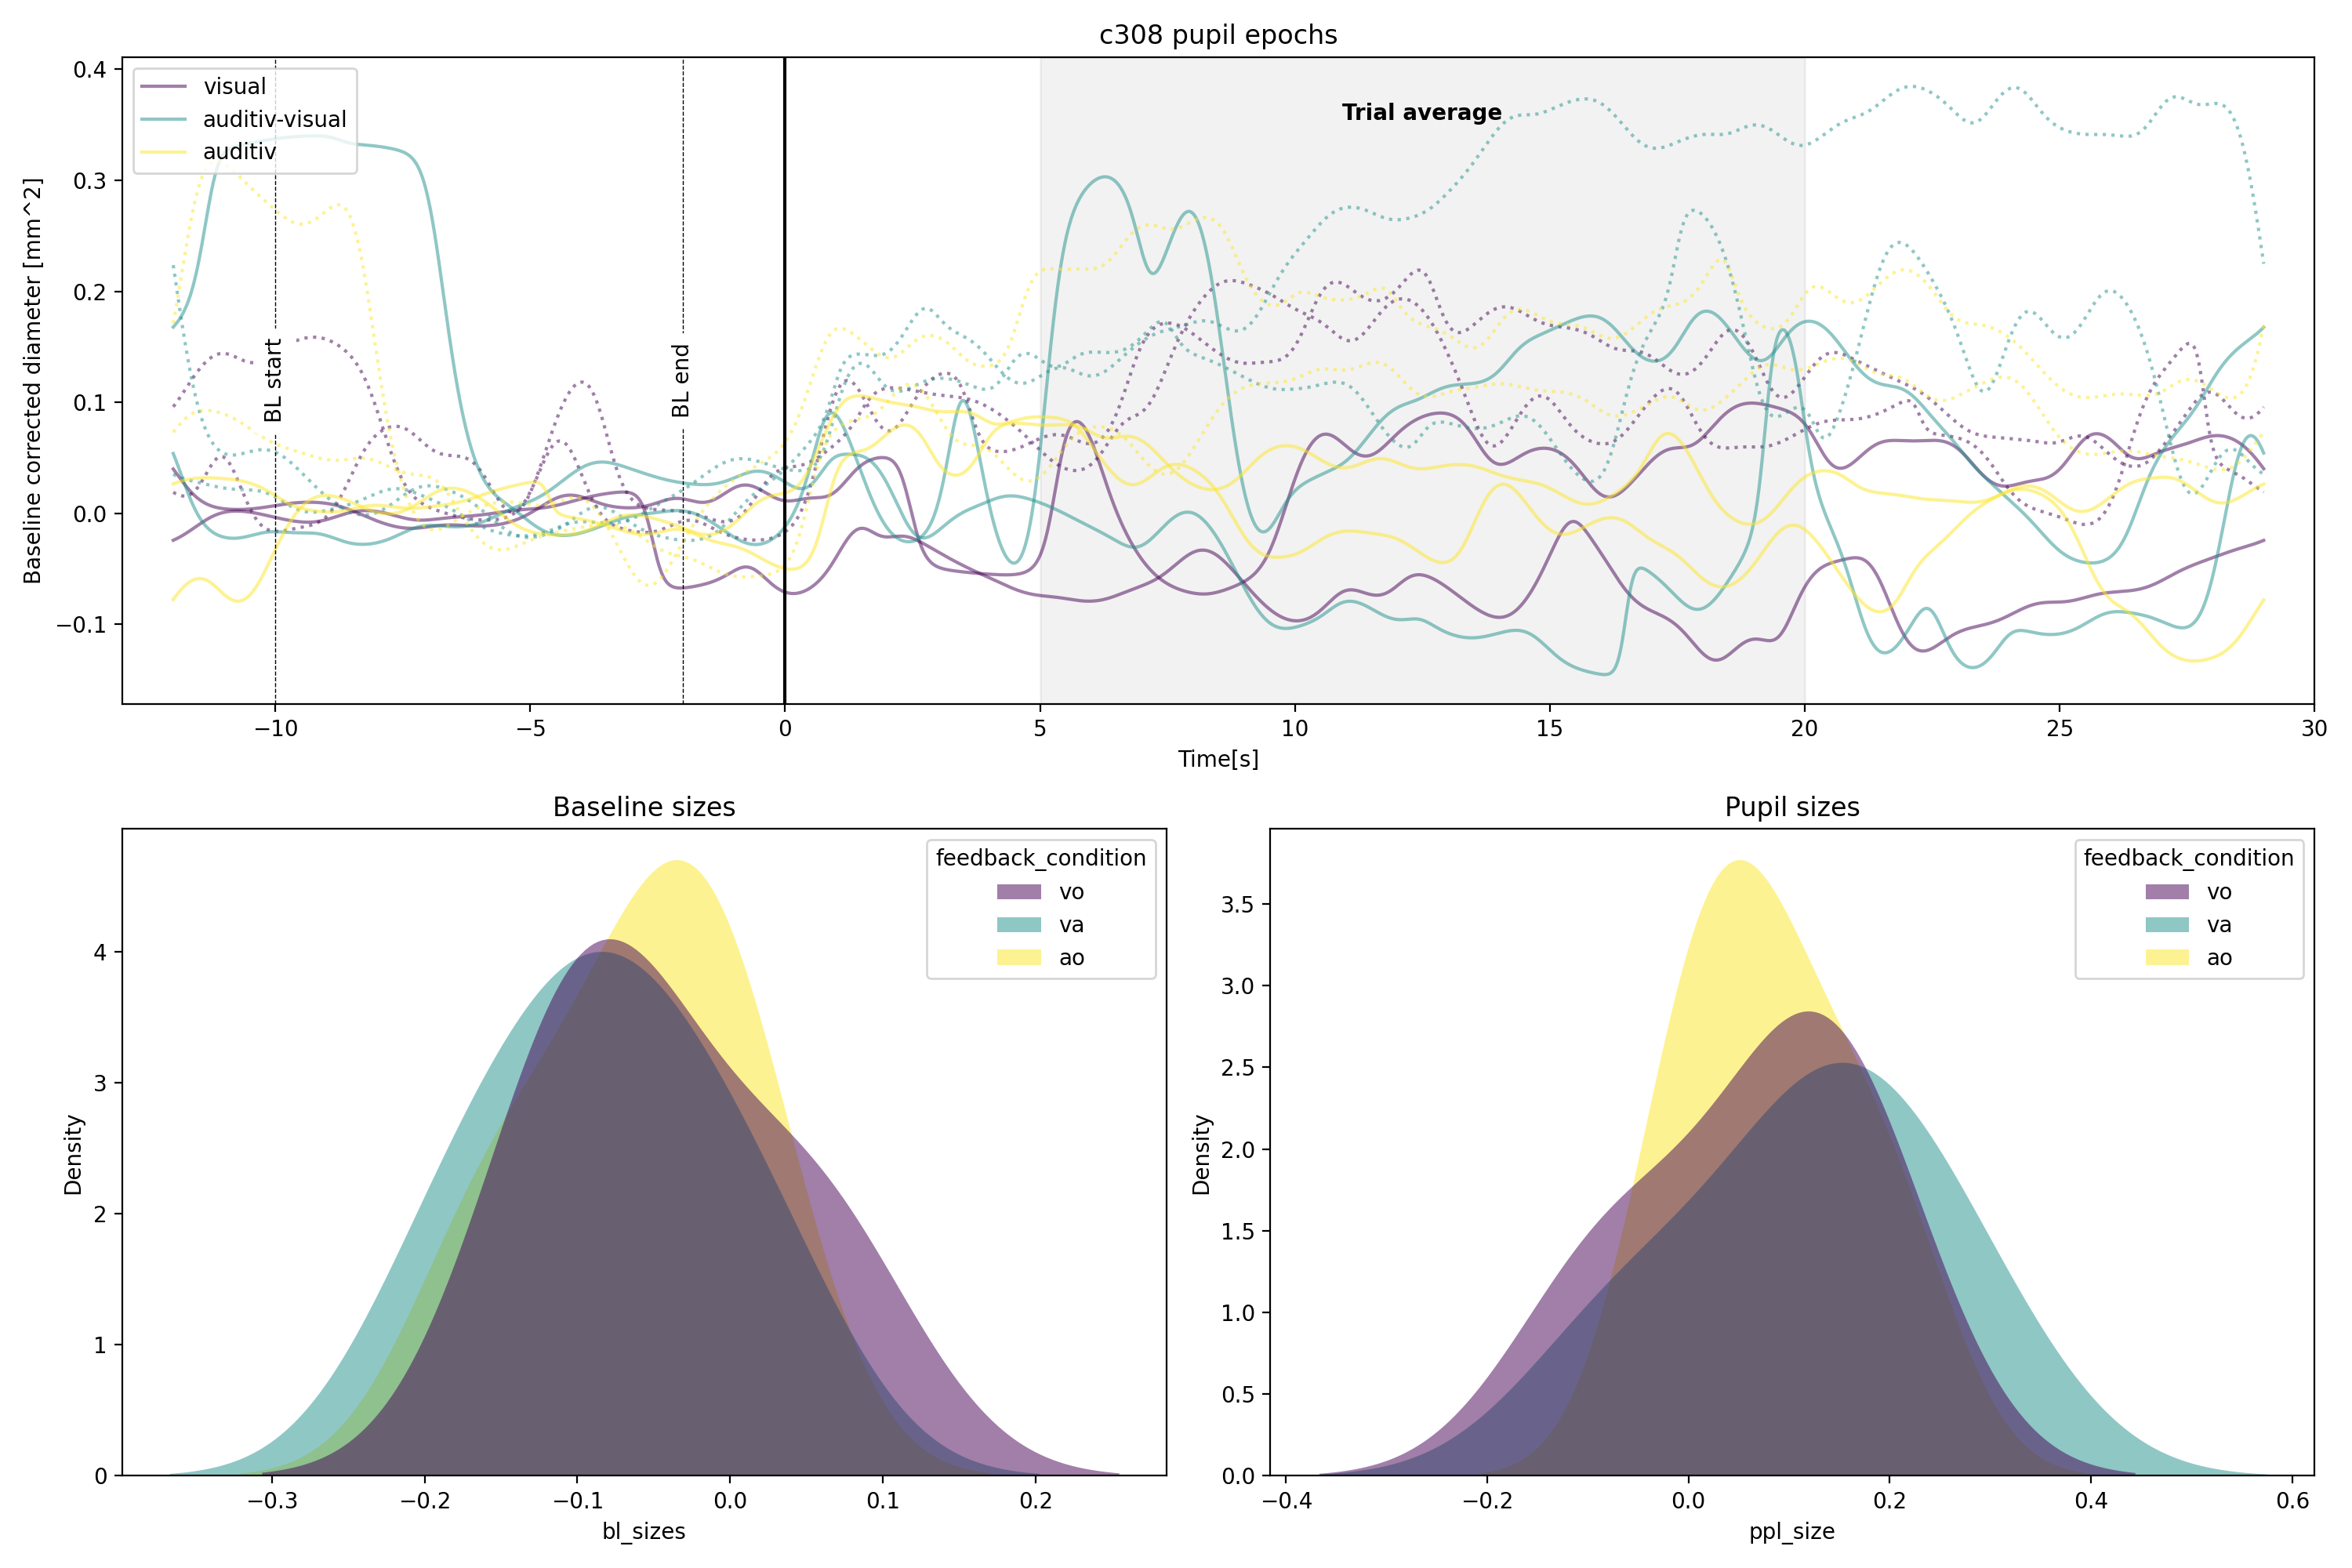 c308 pupil epochs
Baseline corrected diameter [mm^2]
0.4
0.3
0.2
0.1
0.0
−0.1
visual
auditiv-visual
auditiv
BL start
BL end
Trial average
−10
−5
0
5
10
15
20
25
30
Time[s]
Baseline sizes
Density
4
3
2
1
0
feedback_condition
vo
va
ao
−0.3
−0.2
−0.1
0.0
0.1
0.2
bl_sizes
Pupil sizes
Density
3.5
3.0
2.5
2.0
1.5
1.0
0.5
0.0
feedback_condition
vo
va
ao
−0.4
−0.2
0.0
0.2
0.4
0.6
ppl_size